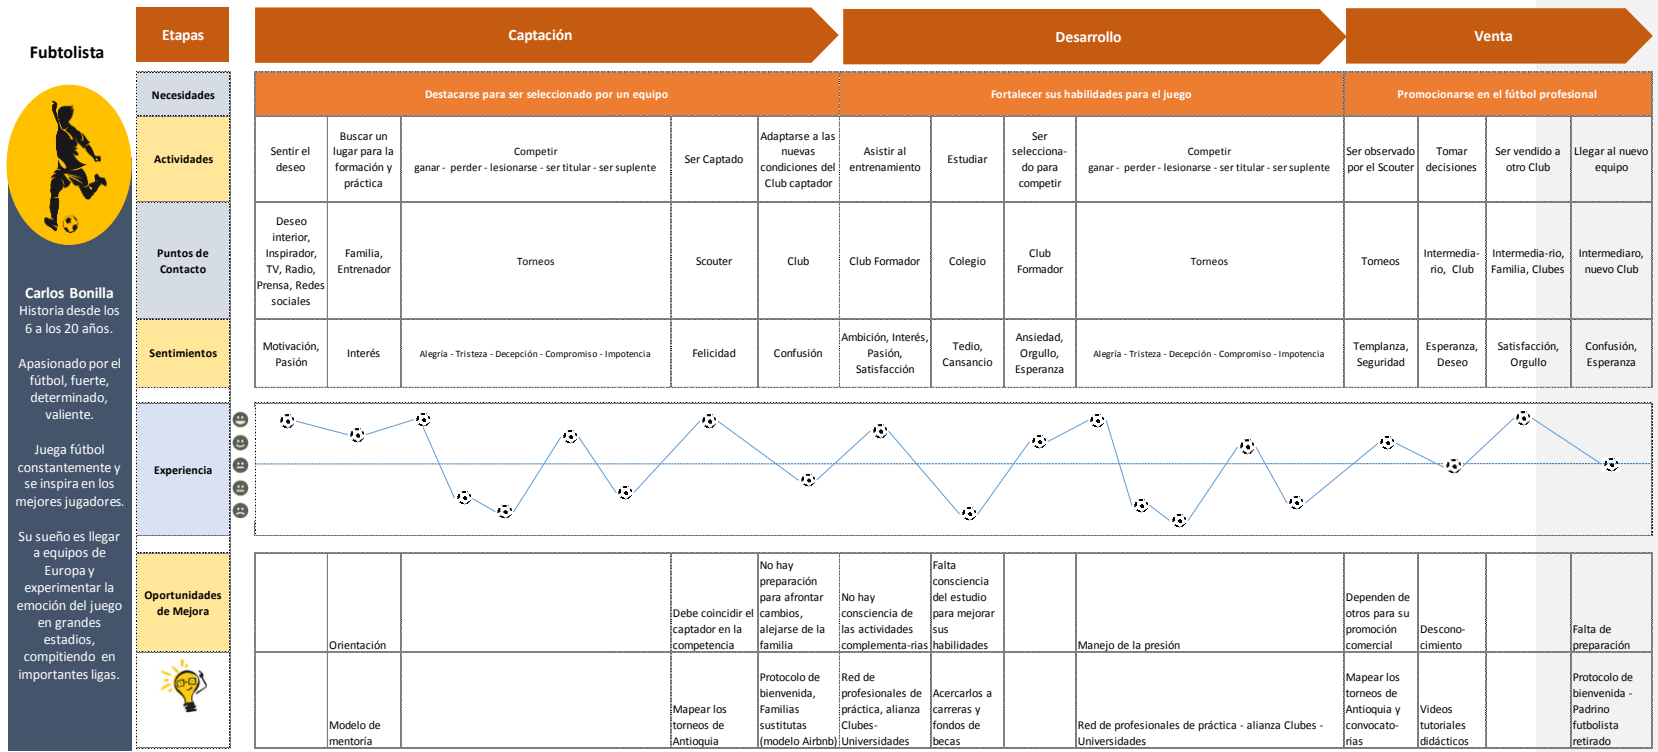 Fubtolista
Carlos Bonilla
Historia desde los
6 a los 20 años.
Apasionado por el
fútbol, fuerte,
determinado,
valiente.
Juega fútbol
constantemente y
se inspira en los
mejores jugadores.
Su sueño es llegar
a equipos de
Europa y
experimentar la
emoción del juego
en grandes
estadios,
compitiendo en
importantes ligas.
Etapas
Captación
Desarrollo
Venta
Necesidades
Destacarse para ser seleccionado por un equipo
Fortalecer sus habilidades para el juego
Promocionarse en el fútbol profesional
Actividades
Sentir el
deseo
Buscar un
lugar para la
formación y
práctica
Competir
ganar - perder - lesionarse - ser titular - ser suplente
Ser Captado
Adaptarse a las
nuevas
condiciones del
Club captador
Asistir al
entrenamiento
Estudiar
Ser
selecciona-
do para
competir
Competir
ganar - perder - lesionarse - ser titular - ser suplente
Ser observado
por el Scouter
Tomar
decisiones
Ser vendido a
otro Club
Llegar al nuevo
equipo
Puntos de
Contacto
Deseo
interior,
Inspirador,
TV, Radio,
Prensa, Redes
sociales
Familia,
Entrenador
Torneos
Scouter
Club
Club Formador
Colegio
Club
Formador
Torneos
Torneos
Intermedia-
rio, Club
Intermedia-rio,
Familia, Clubes
Intermediaro,
nuevo Club
Sentimientos
Motivación,
Pasión
Interés
Alegría - Tristeza - Decepción - Compromiso - Impotencia
Felicidad
Confusión
Ambición, Interés,
Pasión,
Satisfacción
Tedio,
Cansancio
Ansiedad,
Orgullo,
Esperanza
Alegría - Tristeza - Decepción - Compromiso - Impotencia
Templanza,
Seguridad
Esperanza,
Deseo
Satisfacción,
Orgullo
Confusión,
Esperanza
Experiencia
Oportunidades
de Mejora
Orientación
Debe coincidir el
captador en la
competencia
No hay
preparación
para afrontar
cambios,
alejarse de la
familia
No hay
consciencia de
las actividades
complementa-rias
Falta
consciencia
del estudio
para mejorar
sus
habilidades
Manejo de la presión
Dependen de
otros para su
promoción
comercial
Descono-
cimiento
Falta de
preparación
Modelo de
mentoría
Mapear los
torneos de
Antioquia
Protocolo de
bienvenida,
Familias
sustitutas
(modelo Airbnb)
Red de
profesionales de
práctica, alianza
Clubes-
Universidades
Acercarlos a
carreras y
fondos de
becas
Red de profesionales de práctica - alianza Clubes -
Universidades
Mapear los
torneos de
Antioquia y
convocato-
rias
Videos
tutoriales
didácticos
Protocolo de
bienvenida -
Padrino
futbolista
retirado